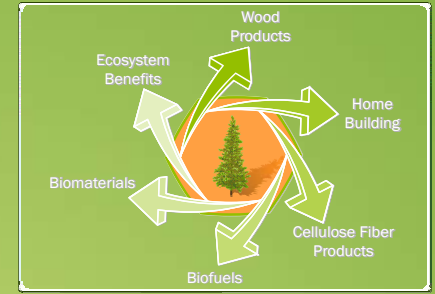 Wood
Products
Ecosystem
Benefits
Home
Building
Biomaterials
Cellulose Fiber
Products
Biofuels